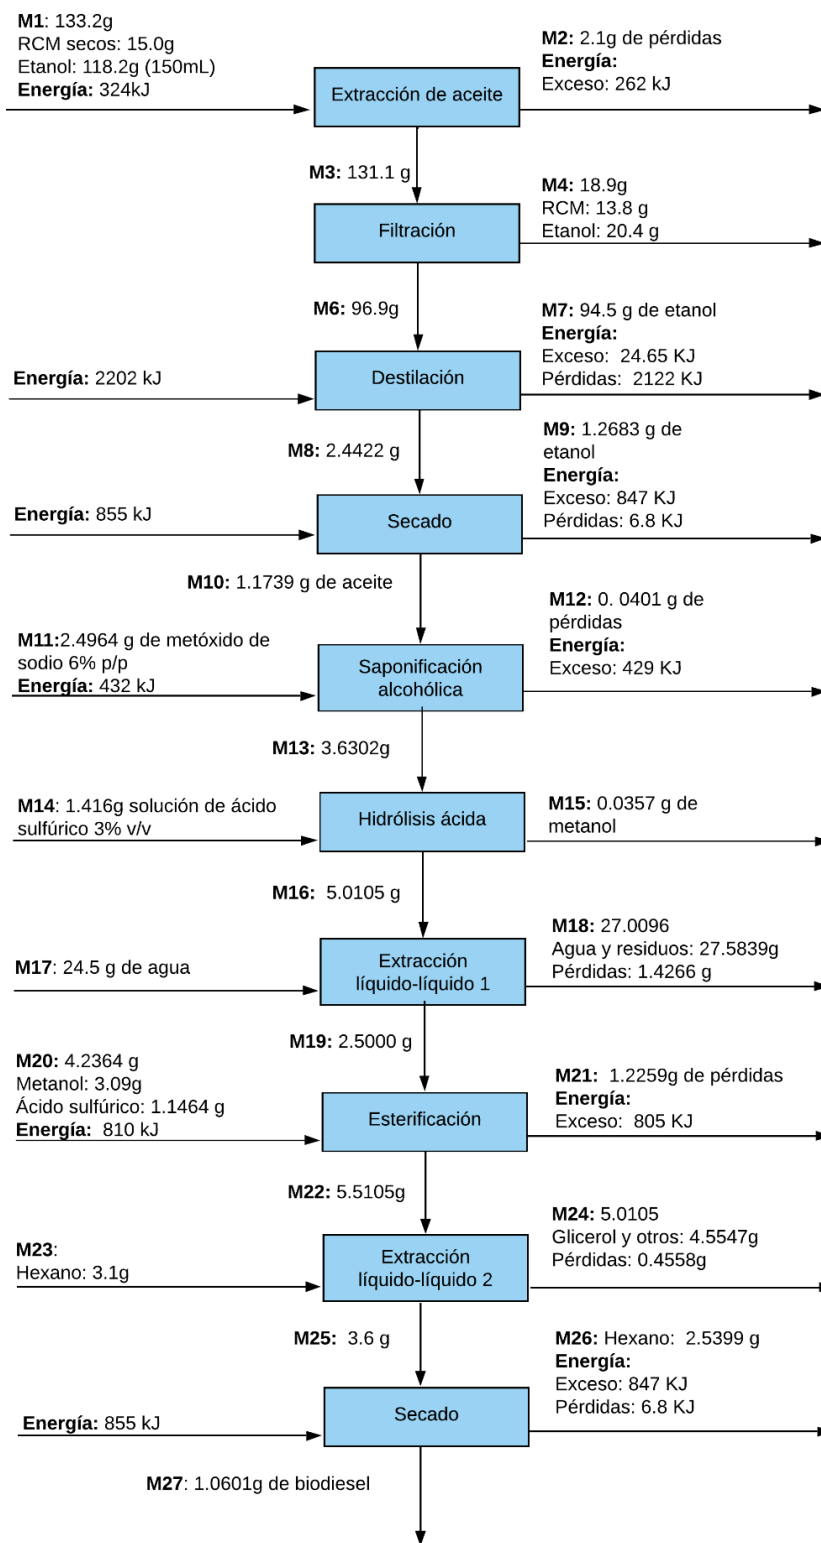 M1: 133.2g
RCM secos: 15.0g
Etanol: 118.2g (150mL)
Energía: 324kJ
Extracción de aceite
M2: 2.1g de pérdidas
Energía:
Exceso: 262 kJ
M3: 131.1 g
Filtración
M4: 18.9g
RCM: 13.8 g
Etanol: 20.4 g
M6: 96.9g
Energía: 2202 kJ
Destilación
M7: 94.5 g de etanol
Energía:
Exceso: 24.65 KJ
Pérdidas: 2122 KJ
M8: 2.4422 g
Energía: 855 kJ
Secado
M9: 1.2683 g de
etanol
Energía:
Exceso: 847 KJ
Pérdidas: 6.8 KJ
M10: 1.1739 g de aceite
M11:2.4964 g de metóxido de
sodio 6% p/p
Energía: 432 kJ
Saponificación
alcohólica
M12: 0. 0401 g de
pérdidas
Energía:
Exceso: 429 KJ
M13: 3.6302g
M14: 1.416g solución de ácido
sulfúrico 3% v/v
Hidrólisis ácida
M15: 0.0357 g de
metanol
M16: 5.0105 g
M17: 24.5 g de agua
Extracción
líquido-líquido 1
M18: 27.0096
Agua y residuos: 27.5839g
Pérdidas: 1.4266 g
M19: 2.5000 g
M20: 4.2364 g
Metanol: 3.09g
Ácido sulfúrico: 1.1464 g
Energía: 810 kJ
Esterificación
M21: 1.2259g de pérdidas
Energía:
Exceso: 805 KJ
M22: 5.5105g
M23:
Hexano: 3.1g
Extracción
líquido-líquido 2
M24: 5.0105
Glicerol y otros: 4.5547g
Pérdidas: 0.4558g
M25: 3.6 g
Energía: 855 kJ
Secado
M26: Hexano: 2.5399 g
Energía:
Exceso: 847 KJ
Pérdidas: 6.8 KJ
M27: 1.0601g de biodiesel